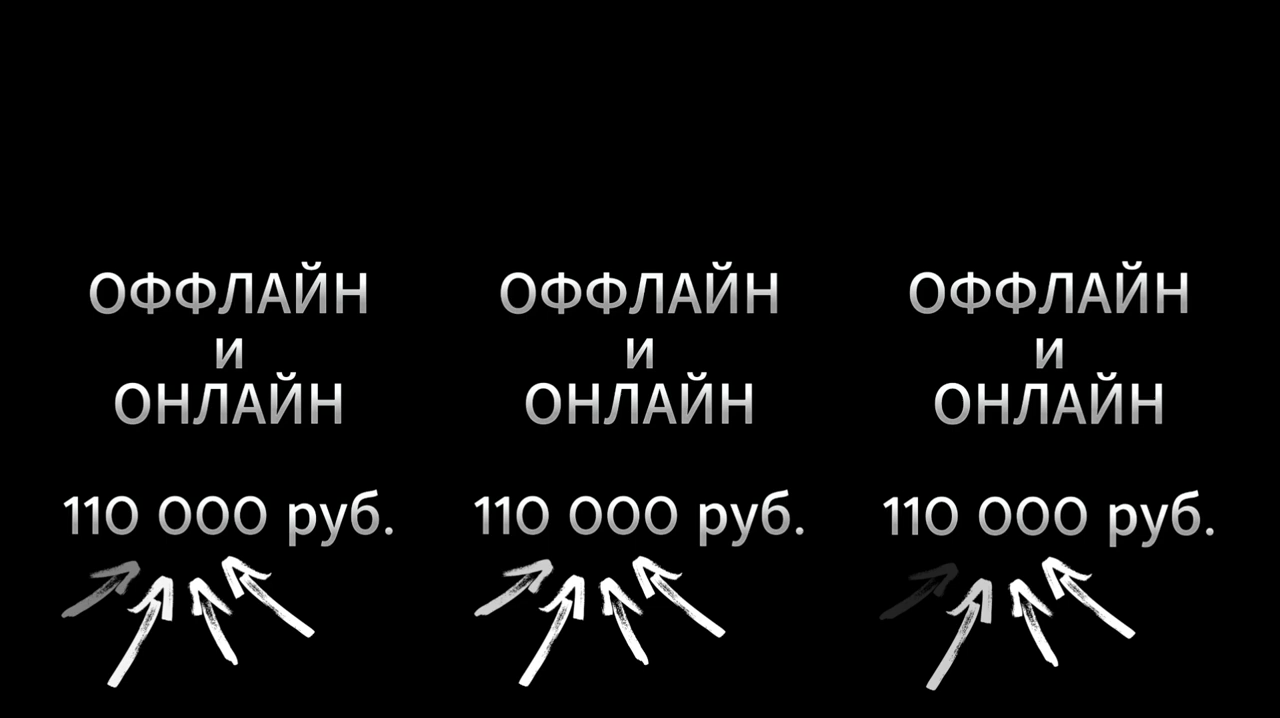 ОФФЛАЙН
и
ОНЛАЙН
110 000 руб.
ОФФЛАЙН
и
ОНЛАЙН
110 000 руб.
ОФФЛАЙН
и
ОНЛАЙН
110 000 руб.